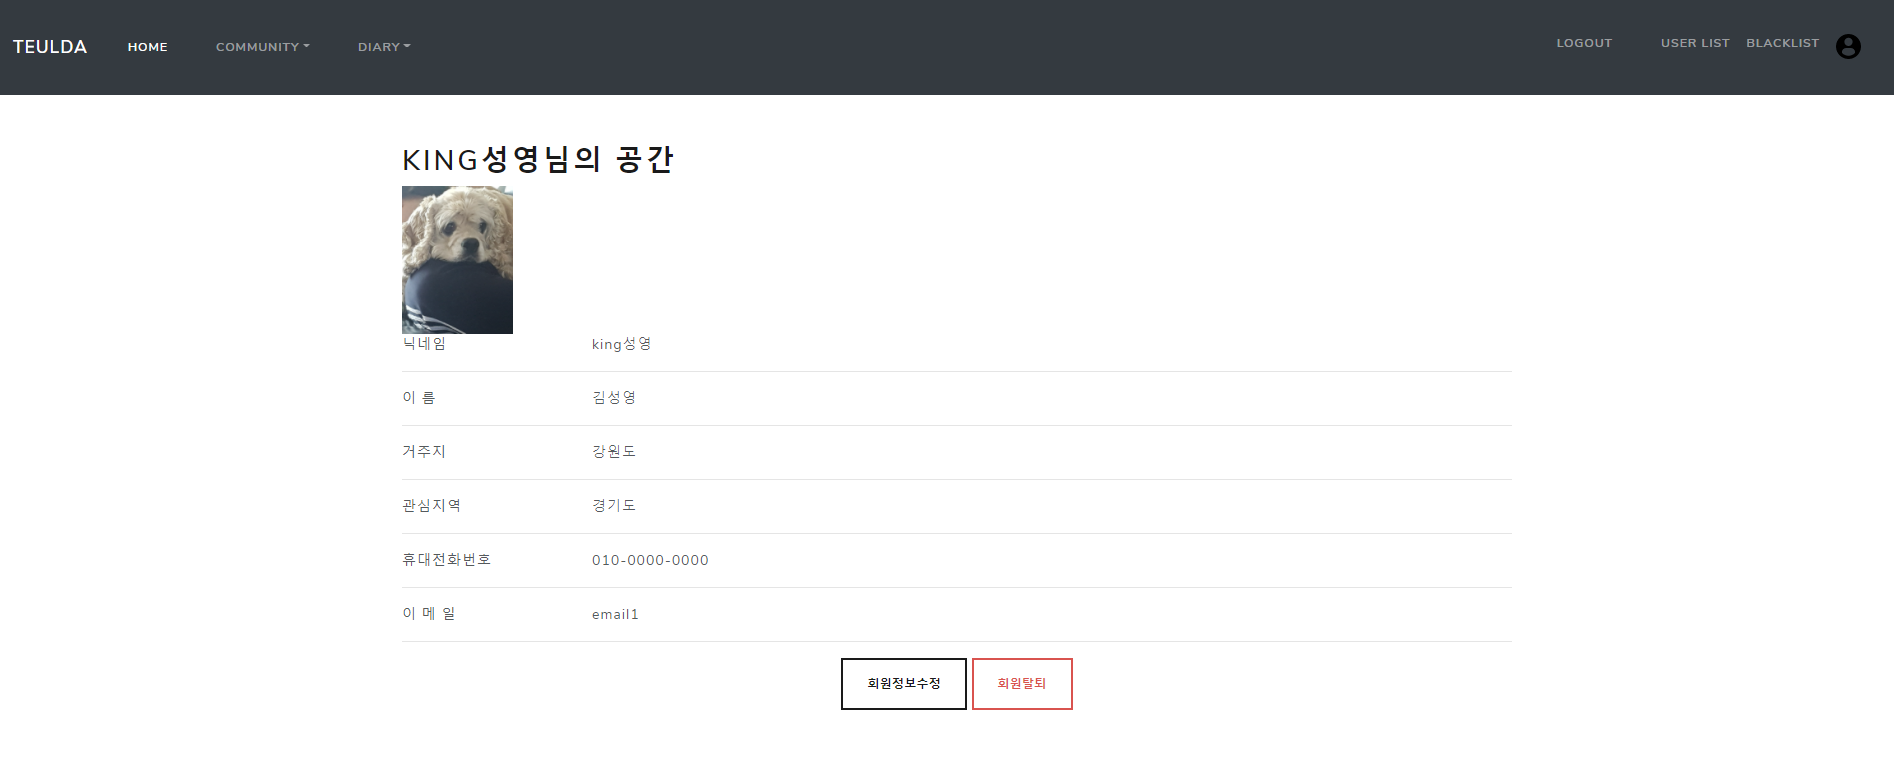 TEULDA HOME COMMUNITY DIARY LOGOUT USER LIST BLACKLIST
KING성영님의 공간
닉네임 king성영
이 름 김성영
거주지 강원도
관심지역 경기도
휴대전화번호 010-0000-0000
이 메 일 email1
회원정보수정 회원탈퇴